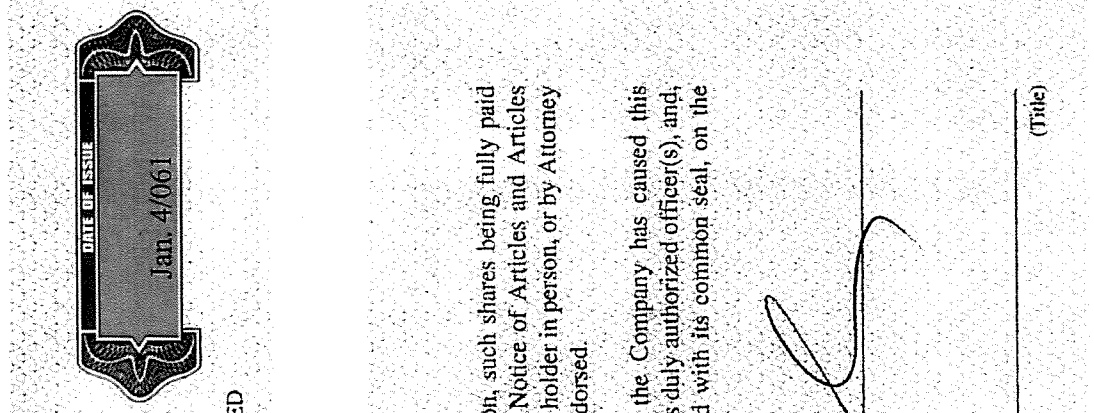 DATE OF ISSUE
Jan. 4/061
ED
on, such shares being fully paid
Notice of Articles and Articles
holder in person, or by Attorney
dorsed.
the Company has caused this
s duly authorized officer(s), and,
d with its common seal, on the
(Title)